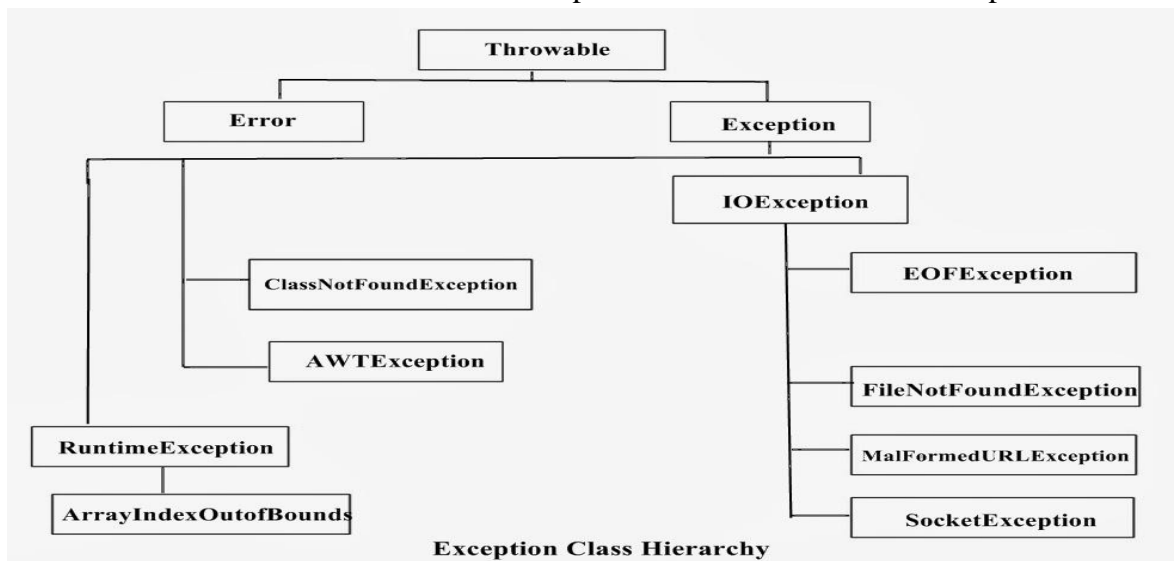 Throwable
Error
Exception
IOException
ClassNotFoundException
EOFException
AWTException
FileNotFoundException
RuntimeException
MalFormedURLException
ArrayIndexOutofBounds
SocketException
Exception Class Hierarchy